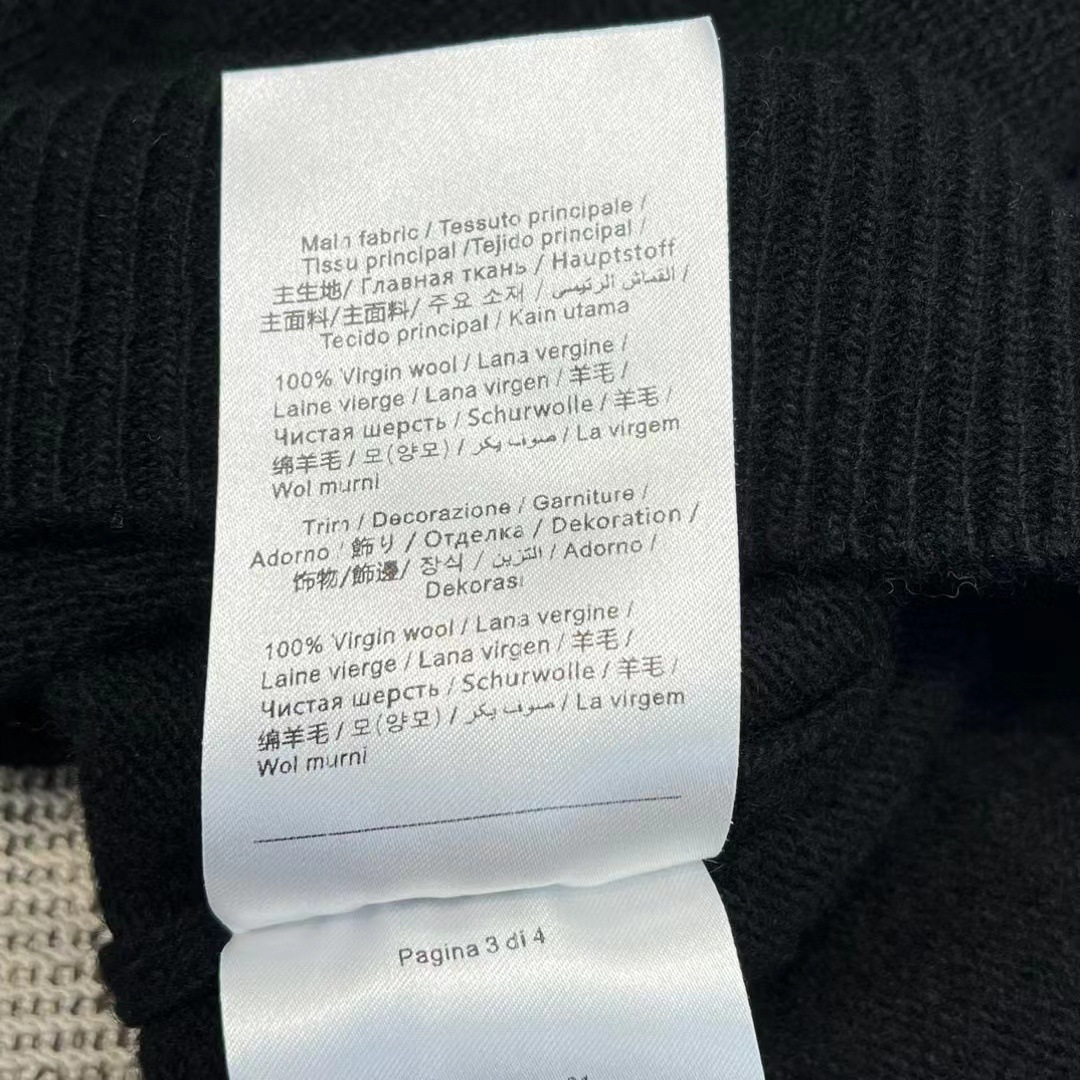 Main fabric / Tessuto principale /
Tissu principal /Tejido principal /
主生地/ Главная ткань / Hauptstoff
主面料/主面料/ 주요 소재 / القماش الرئيسي /
Tecido principal / Kain utama
100% Virgin wool / Lana vergine /
Laine vierge / Lana virgen / 羊毛 /
Чистая шерсть / Schurwolle / 羊毛 /
绵羊毛 / 모(양모) / صوف بكر / La virgem
Wol murni
Trim / Decorazione / Garniture /
Adorno / 飾り / Отделка / Dekoration /
饰物/飾邊/ 장식 / التزين / Adorno /
Dekorasi
100% Virgin wool / Lana vergine /
Laine vierge / Lana virgen / 羊毛 /
Чистая шерсть / Schurwolle / 羊毛 /
绵羊毛 / 모(양모) / صوف بكر / La virgem
Wol murni
Pagina 3 di 4